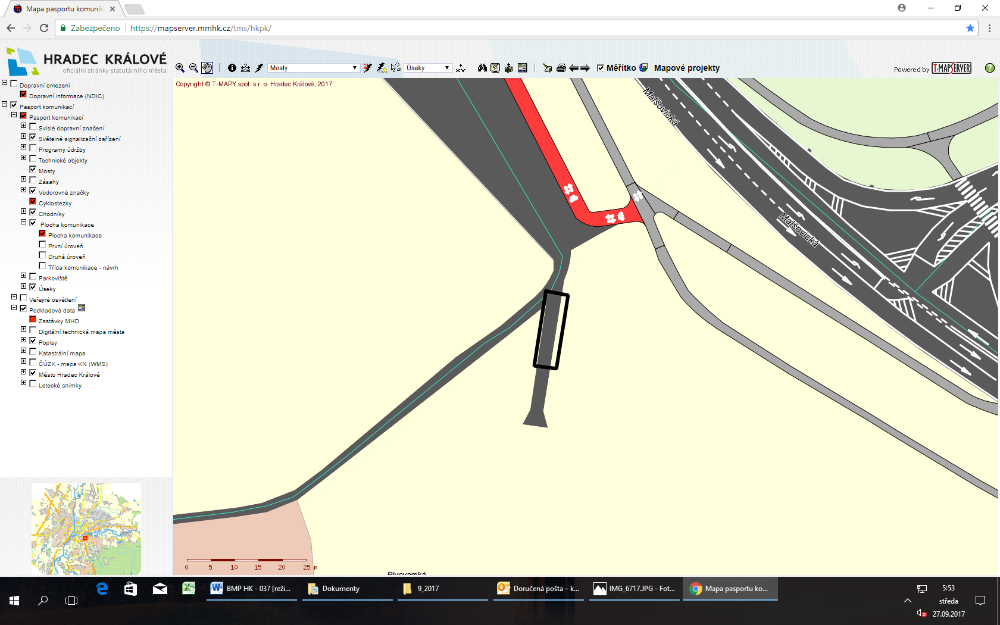 Mapa pasportu komunik
Zabezpečeno
https://mapserver.mmhk.cz/tms/hkpk/
HRADEC KRÁLOVÉ
oficiální stránky statutárního města
Mosty
CUZK
Úseky
Měřítko
Mapové projekty
Powered by T-MAPSERVER
Copyright © T-MAPY spol. s r. o. Hradec Králové, 2017
Dopravní omezení
Dopravní informace (NDIC)
Pasport komunikací
Pasport komunikací
Svislé dopravní značení
Světelné signalizační zařízení
Programy údržby
Technické objekty
Mosty
Zásahy
Vodorovné značky
Cyklostezky
Chodníky
Plocha komunikace
Plocha komunikace
První úroveň
Druhá úroveň
Třída komunikace - návrh
Parkoviště
Úseky
Veřejné osvětlení
Podkladová data
Zastávky MHD
Digitální technická mapa města
Popisy
Katastrální mapa
ČÚZK - mapa KN (WMS)
Město Hradec Králové
Letecké snímky
Malšovická
Malšovická
0 5 10 15 20 25 m
Pivovarská
BMP HK - 037 [reži...
Dokumenty
9_2017
Doručená pošta – k...
IMG_6717.JPG - Fot...
Mapa pasportu ko...
5:53
středa
27.09.2017